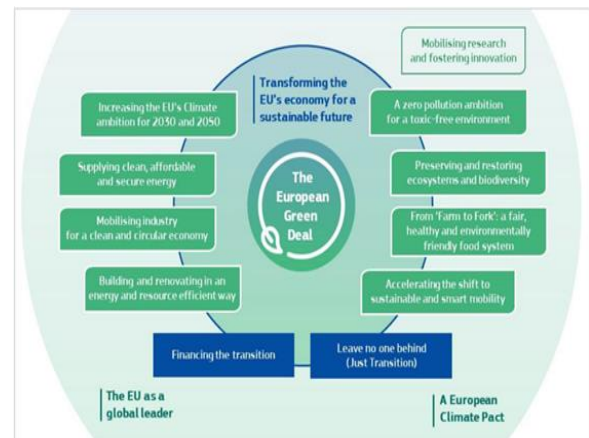 Mobilising research
and fostering innovation
Transforming the
EU's economy for a
sustainable future
Increasing the EU's Climate
ambition for 2030 and 2050
A zero pollution ambition
for a toxic-free environment
Supplying clean, affordable
and secure energy
Preserving and restoring
ecosystems and biodiversity
The
European
Green
Deal
Mobilising industry
for a clean and circular economy
From 'Farm to Fork': a fair,
healthy and environmentally
friendly food system
Building and renovating in an
energy and resource efficient way
Accelerating the shift to
sustainable and smart mobility
Financing the transition
Leave no one behind
(Just Transition)
The EU as a
global leader
A European
Climate Pact